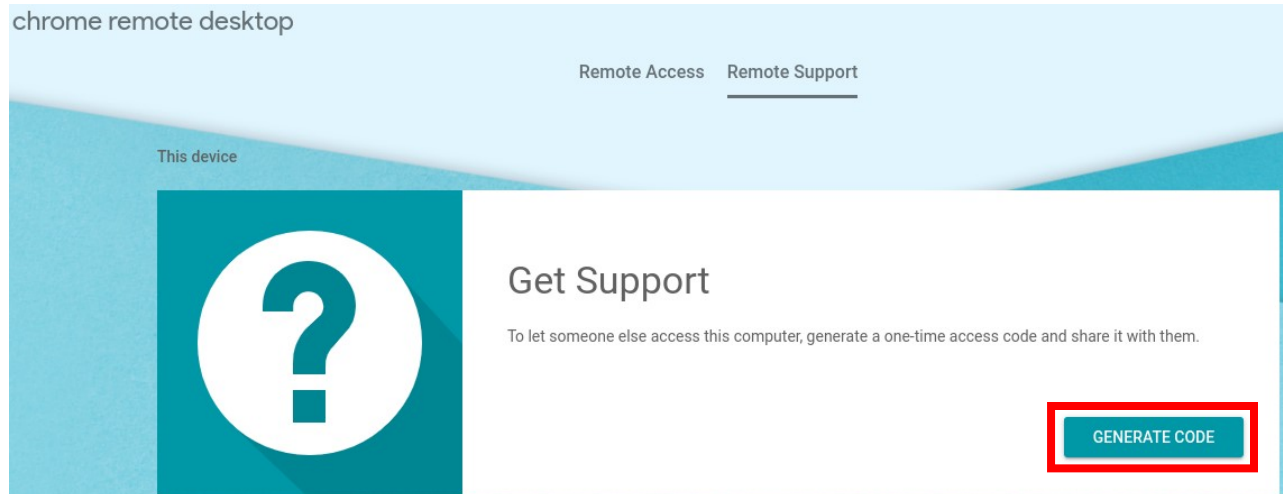 chrome remote desktop
Remote Access Remote Support
This device
Get Support
To let someone else access this computer, generate a one-time access code and share it with them.
GENERATE CODE